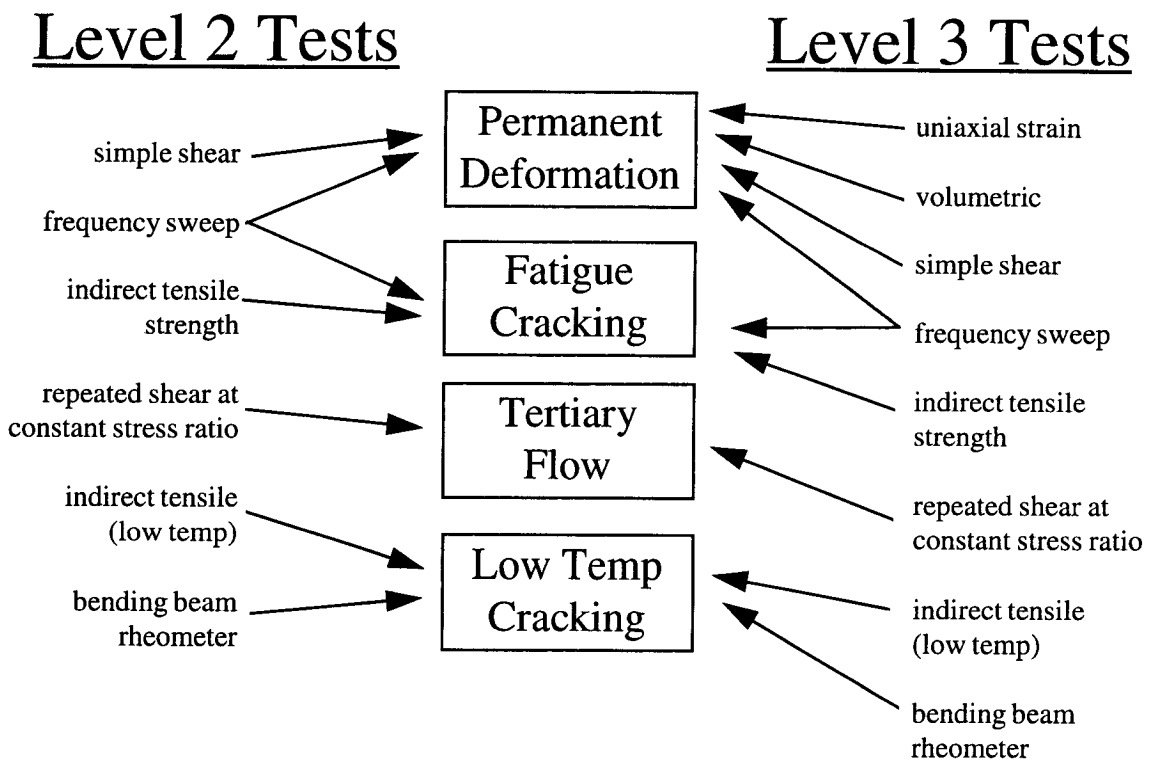 Level 2 Tests
simple shear
frequency sweep
indirect tensile
strength
repeated shear at
constant stress ratio
indirect tensile
(low temp)
bending beam
rheometer
Permanent
Deformation
Fatigue
Cracking
Tertiary
Flow
Low Temp
Cracking
Level 3 Tests
uniaxial strain
volumetric
simple shear
frequency sweep
indirect tensile
strength
repeated shear at
constant stress ratio
indirect tensile
(low temp)
bending beam
rheometer